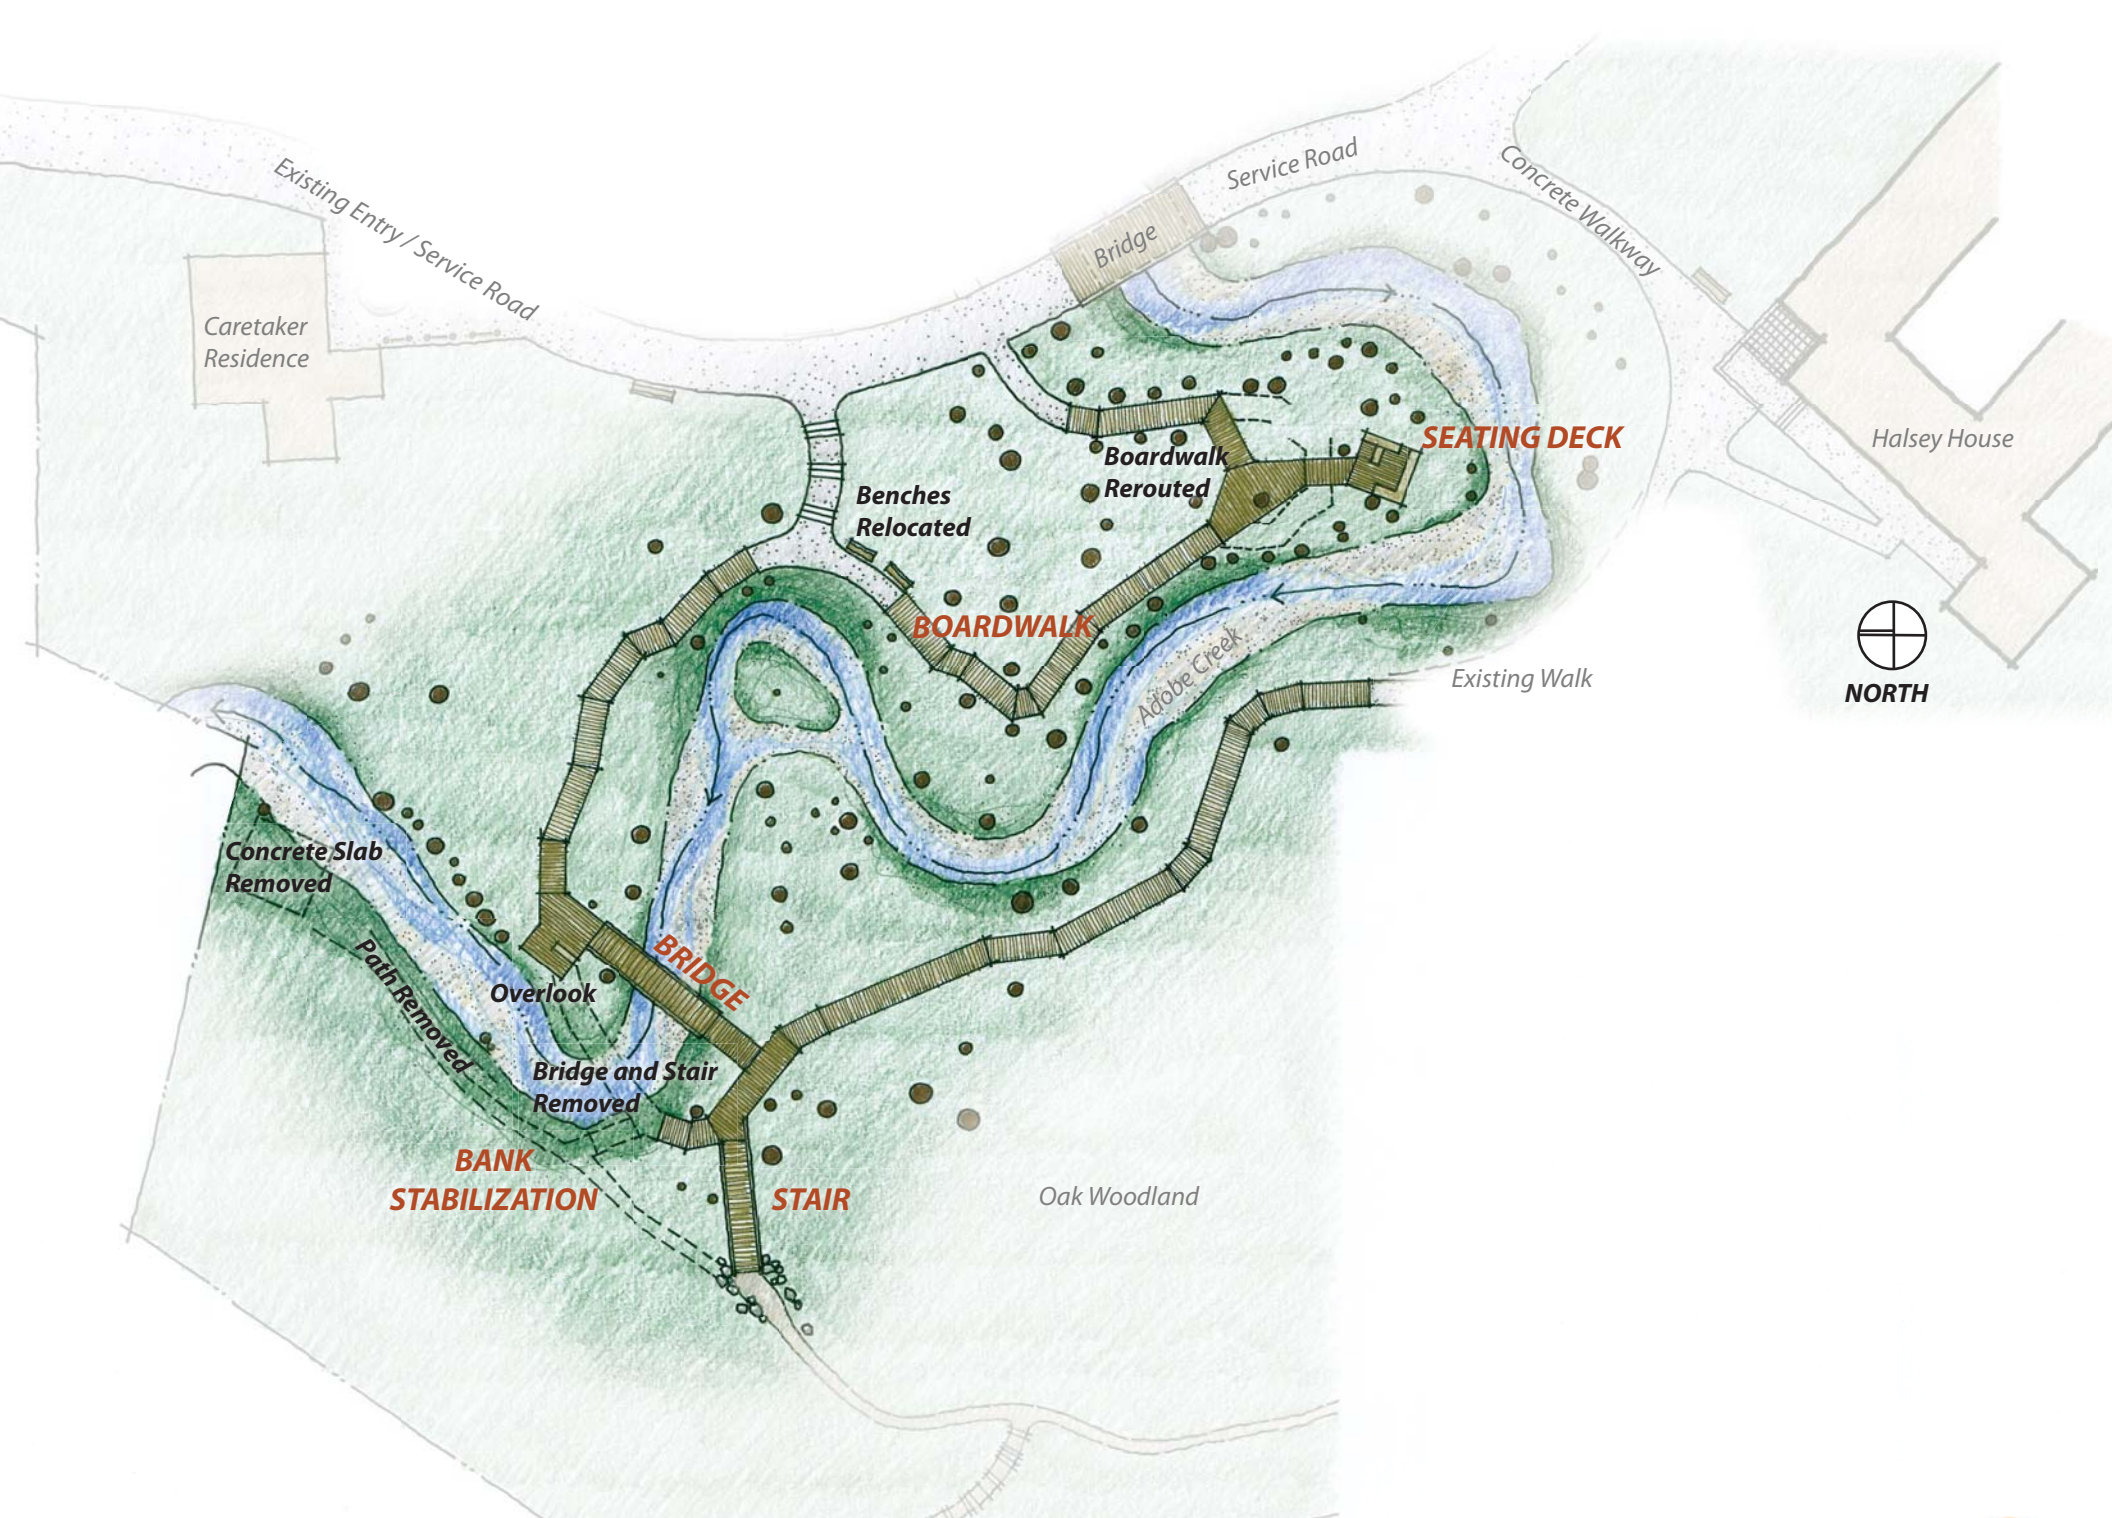 Existing Entry / Service Road
Service Road
Concrete Walkway
Bridge
Caretaker
Residence
Halsey House
SEATING DECK
Boardwalk
Rerouted
Benches
Relocated
BOARDWALK
Adobe Creek
Existing Walk
NORTH
Concrete Slab
Removed
Path Removed
Overlook
BRIDGE
Bridge and Stair
Removed
BANK
STABILIZATION
STAIR
Oak Woodland